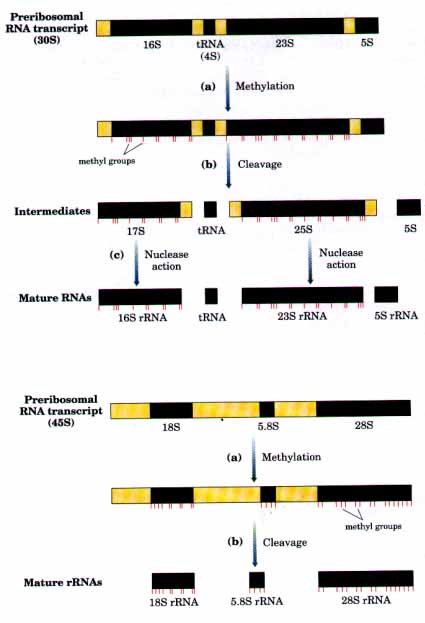 Preribosomal
RNA transcript
(30S)
16S
tRNA
(4S)
23S
5S
(a)
Methylation
methyl groups
(b)
Cleavage
Intermediates
17S
tRNA
25S
5S
(c)
Nuclease
action
Nuclease
action
Mature RNAs
16S rRNA
tRNA
23S rRNA
5S rRNA
Preribosomal
RNA transcript
(45S)
18S
5.8S
28S
(a)
Methylation
methyl groups
(b)
Cleavage
Mature rRNAs
18S rRNA
5.8S rRNA
28S rRNA